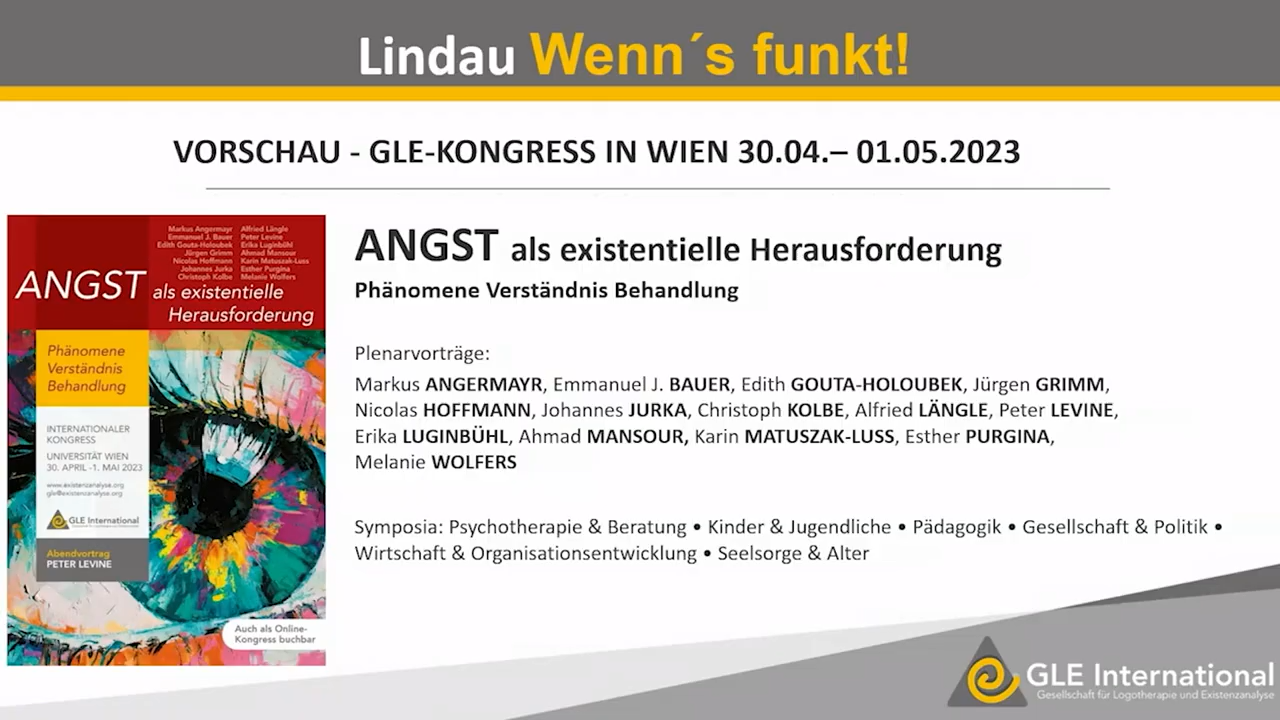 Lindau Wenn´s funkt!
VORSCHAU - GLE-KONGRESS IN WIEN 30.04.– 01.05.2023
Markus Angermayr Alfried Längle
Emmanuel J. Bauer Peter Levine
Edith Gouta-Holoubek Erika Luginbühl
Jürgen Grimm Ahmad Mansour
Nicolas Hoffmann Karin Matuszak-Luss
Johannes Jurka Esther Purgina
Christoph Kolbe Melanie Wolfers
ANGST als existentielle
Herausforderung
Phänomene
Verständnis
Behandlung
INTERNATIONALER
KONGRESS
UNIVERSITÄT WIEN
30. APRIL -1. MAI 2023
www.existenzanalyse.org
gle@existenzanalyse.org
GLE International
Abendvortrag
PETER LEVINE
Auch als Online-
Kongress buchbar
ANGST als existentielle Herausforderung
Phänomene Verständnis Behandlung
Plenarvorträge:
Markus ANGERMAYR, Emmanuel J. BAUER, Edith GOUTA-HOLOUBEK, Jürgen GRIMM,
Nicolas HOFFMANN, Johannes JURKA, Christoph KOLBE, Alfried LÄNGLE, Peter LEVINE,
Erika LUGINBÜHL, Ahmad MANSOUR, Karin MATUSZAK-LUSS, Esther PURGINA,
Melanie WOLFERS
Symposia: Psychotherapie & Beratung • Kinder & Jugendliche • Pädagogik • Gesellschaft & Politik •
Wirtschaft & Organisationsentwicklung • Seelsorge & Alter
GLE International
Gesellschaft für Logotherapie und Existenzanalyse